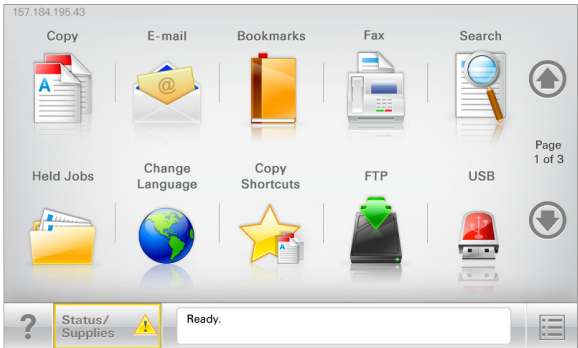 157.184.195.43
Copy
E-mail
Bookmarks
Fax
Search
Page
1 of 3
Held Jobs
Change
Language
Copy
Shortcuts
FTP
USB
?
Status/
Supplies
Ready.